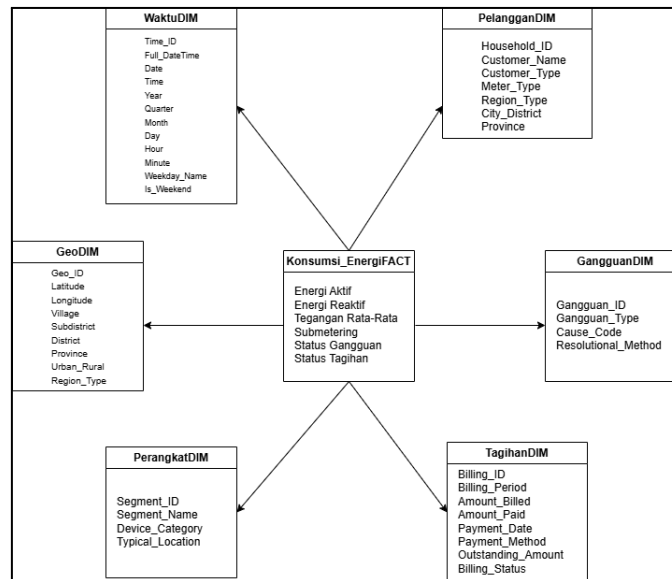 WaktuDIM
Time_ID
Full_DateTime
Date
Time
Year
Quarter
Month
Day
Hour
Minute
Weekday_Name
Is_Weekend
PelangganDIM
Household_ID
Customer_Name
Customer_Type
Meter_Type
Region_Type
City_District
Province
GeoDIM
Geo_ID
Latitude
Longitude
Village
Subdistrict
District
Province
Urban_Rural
Region_Type
Konsumsi_EnergiFACT
Energi Aktif
Energi Reaktif
Tegangan Rata-Rata
Submetering
Status Gangguan
Status Tagihan
GangguanDIM
Gangguan_ID
Gangguan_Type
Cause_Code
Resolutional_Method
PerangkatDIM
Segment_ID
Segment_Name
Device_Category
Typical_Location
TagihanDIM
Billing_ID
Billing_Period
Amount_Billed
Amount_Paid
Payment_Date
Payment_Method
Outstanding_Amount
Billing_Status